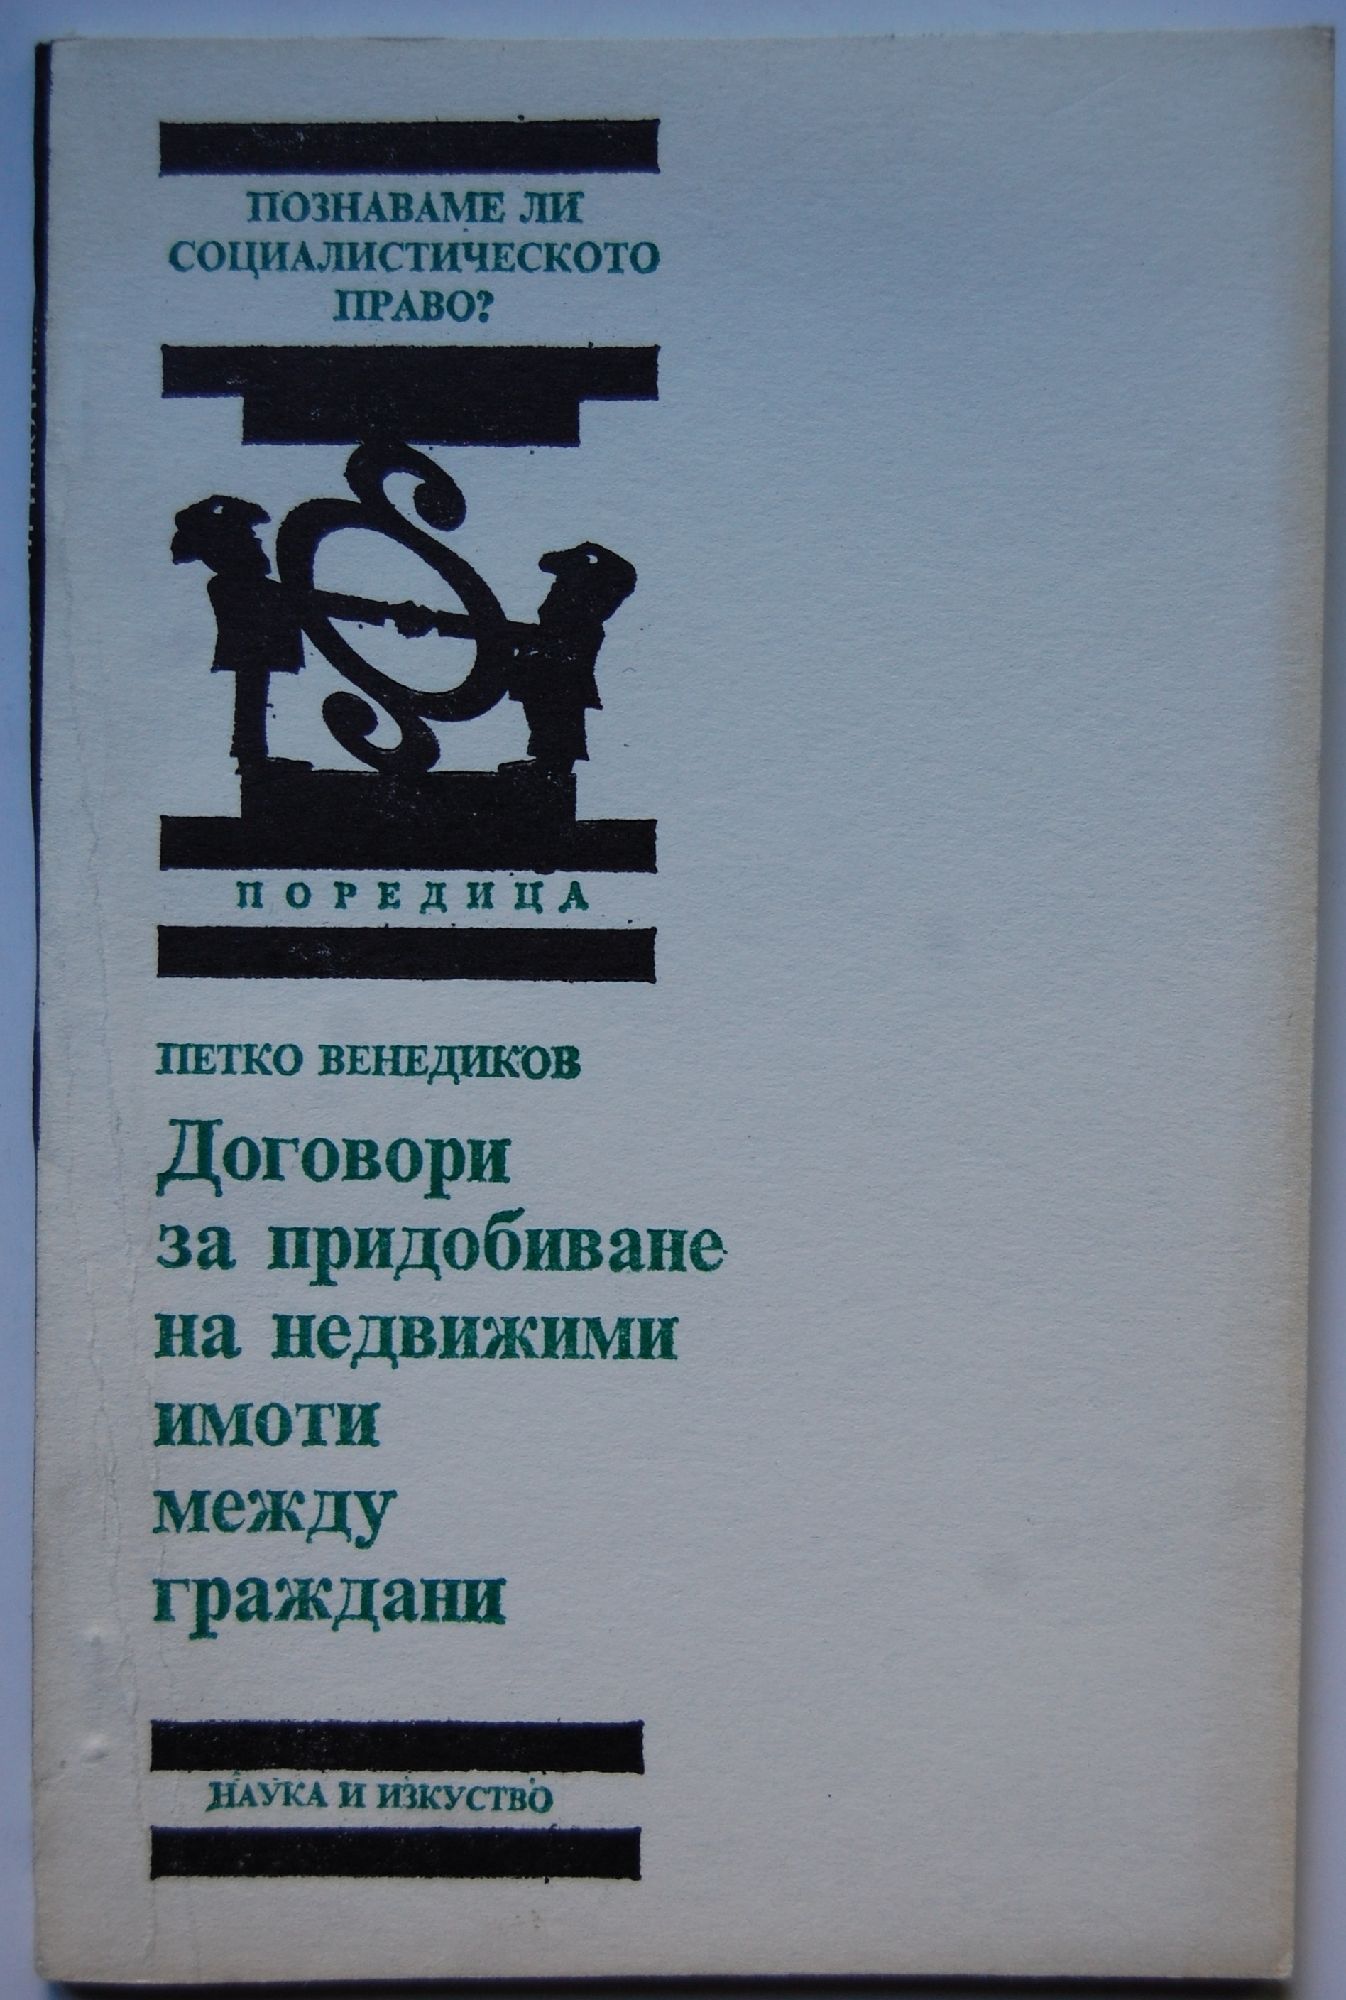 ПОЗНАВАМЕ ЛИ
СОЦИАЛИСТИЧЕСКОТО
ПРАВО?
ПОРЕДИЦА
ПЕТКО ВЕНЕДИКОВ
Договори
за придобиване
на недвижими
имоти
между
граждани
НАУКА И ИЗКУСТВО